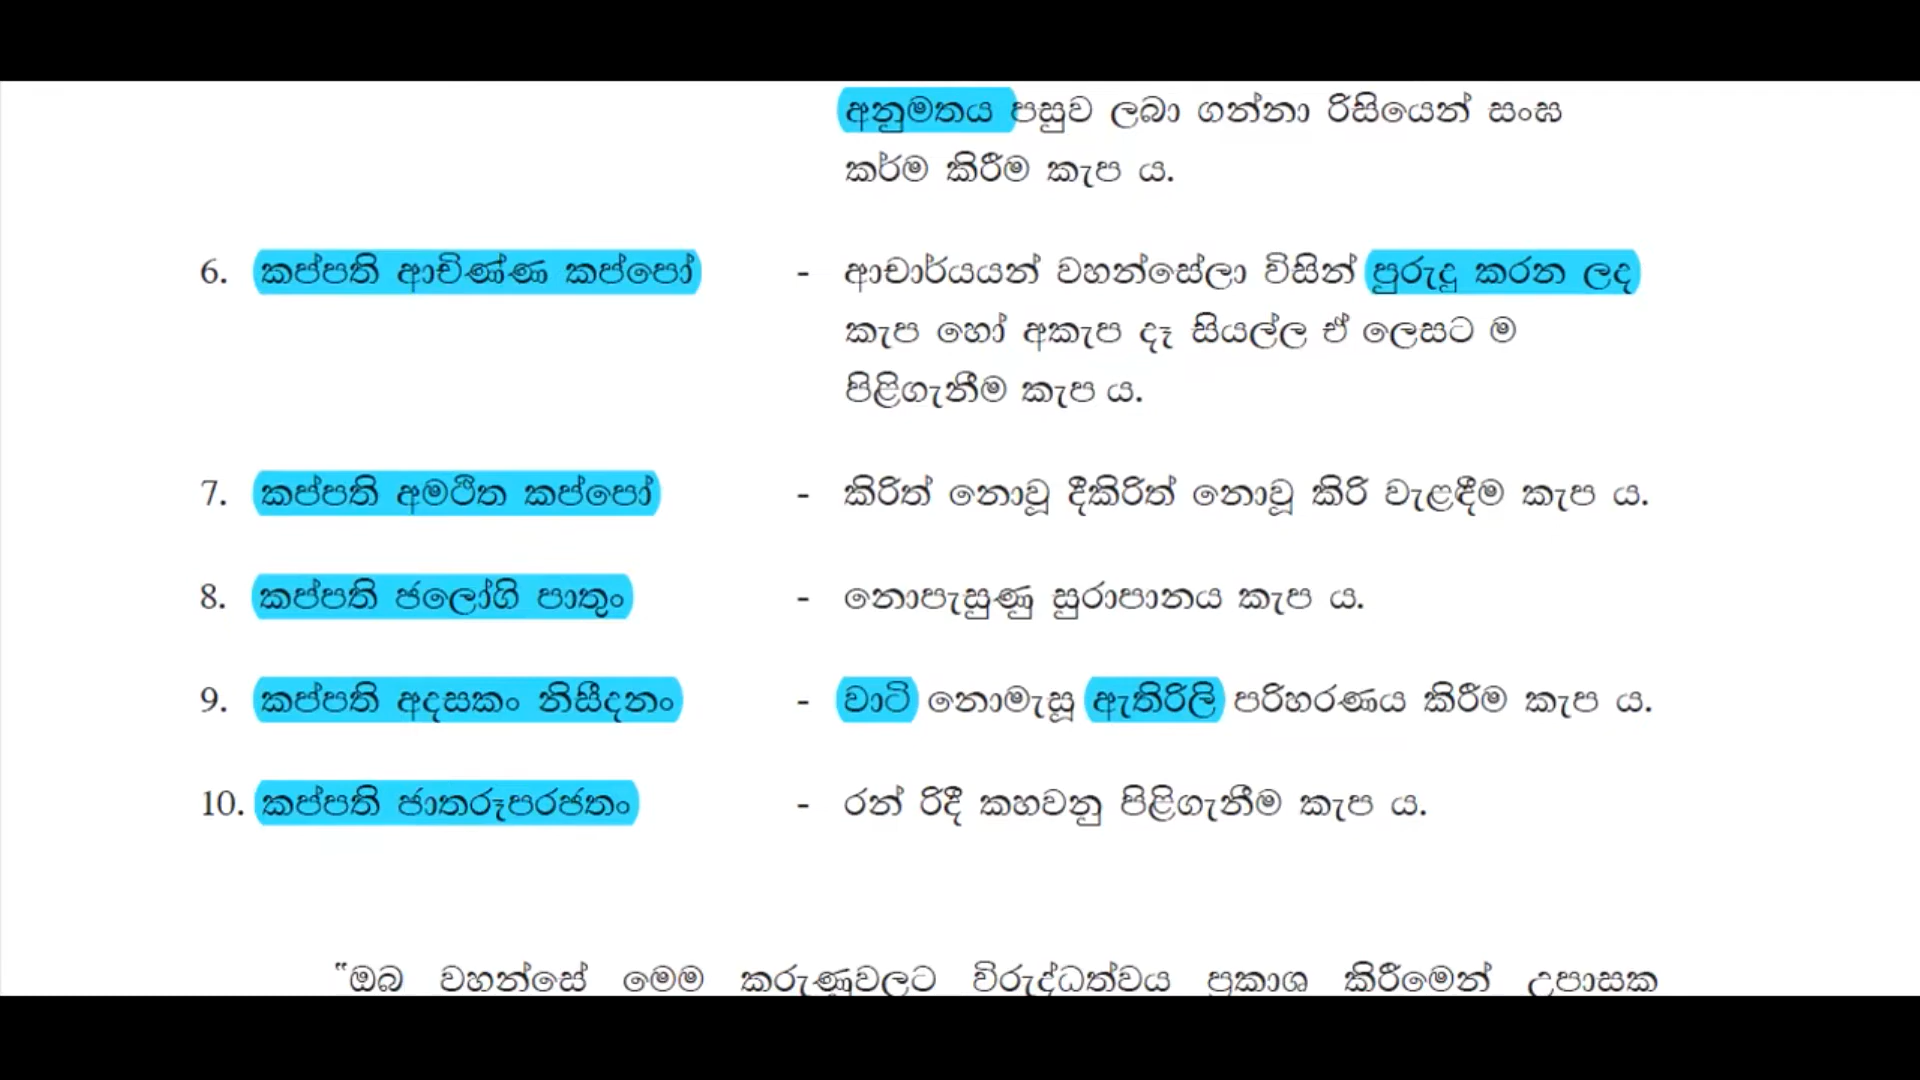 අනුමතය පසුව ලබා ගන්නා රිසියෙන් සංඝ
කර්ම කිරීම කැප ය.
6. කප්පති ආචිණ්ණ කප්පෝ - ආචාර්යයන් වහන්සේලා විසින් පුරුදු කරන ලද
කැප හෝ අකැප දෑ සියල්ල ඒ ලෙසට ම
පිළිගැනීම කැප ය.
7. කප්පති අමථිත කප්පෝ - කිරිත් නොවූ දීකිරිත් නොවූ කිරි වැළඳීම කැප ය.
8. කප්පති ජලෝගි පාතුං - නොපැසුණු සුරාපානය කැප ය.
9. කප්පති අදසකං නිසීදනං - වාටි නොමැසූ ඇතිරිලි පරිහරණය කිරීම කැප ය.
10. කප්පති ජාතරූපරජතං - රන් රිදී කහවනු පිළිගැනීම කැප ය.
“ඔබ වහන්සේ මෙම කරුණුවලට විරුද්ධත්වය ප්‍රකාශ කිරීමෙන් උපාසක